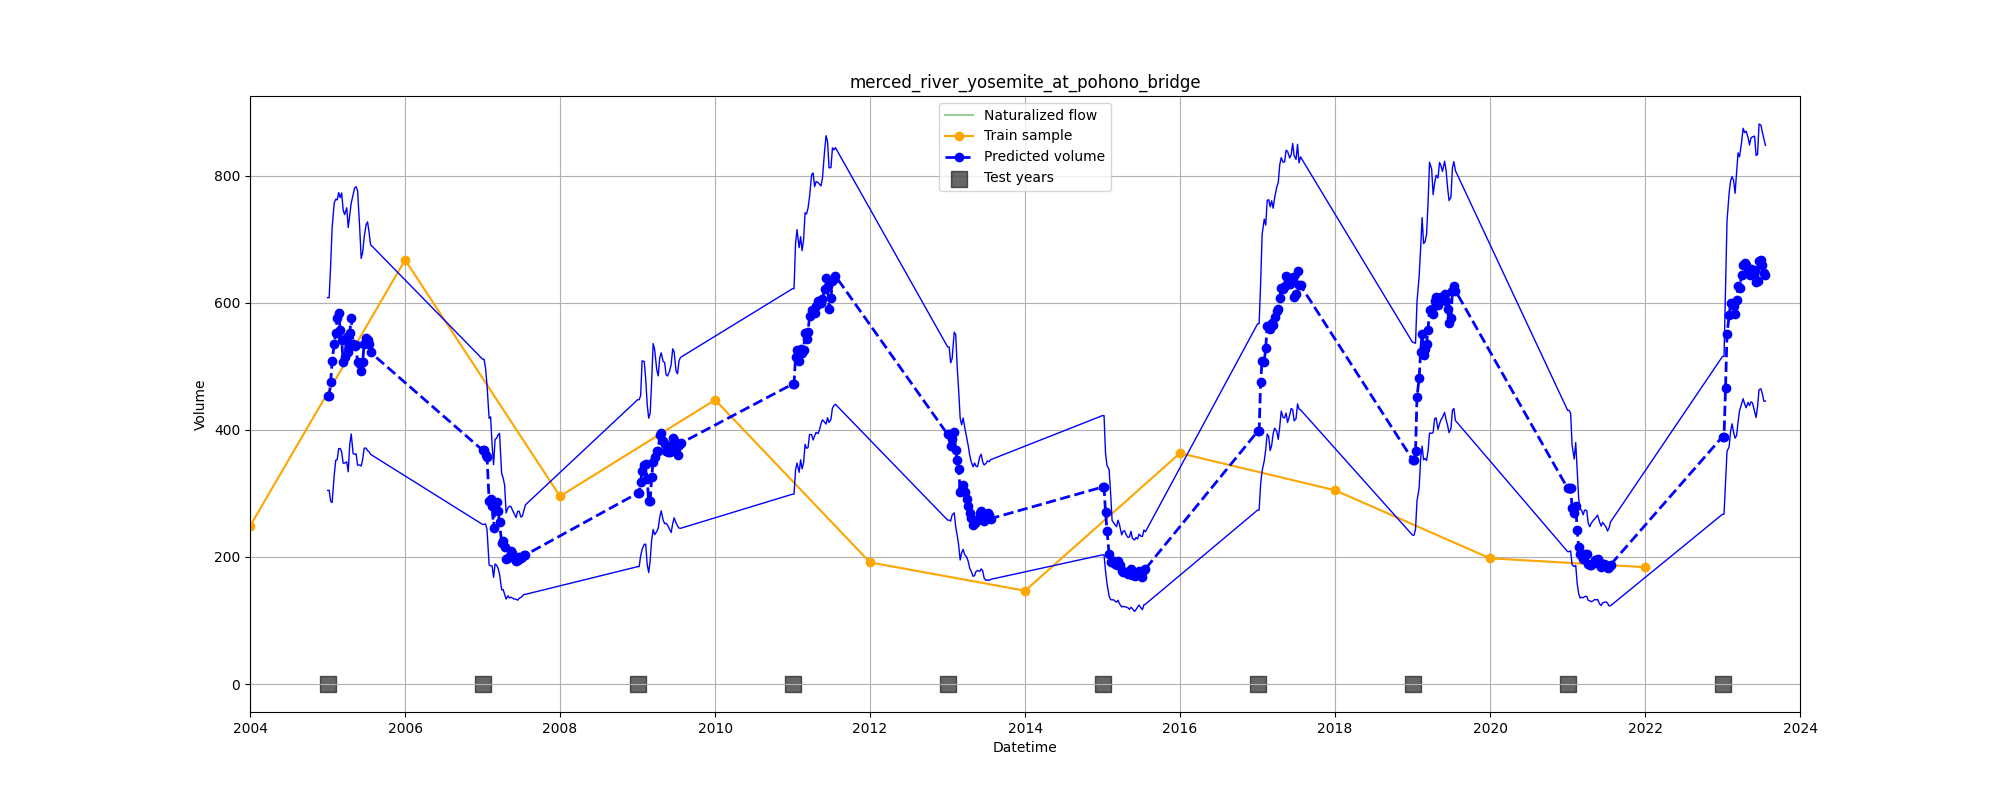 merced_river_yosemite_at_pohono_bridge
Naturalized flow
Train sample
Predicted volume
Test years
Volume
800
600
400
200
0
2004 2006 2008 2010 2012 2014 2016 2018 2020 2022 2024
Datetime